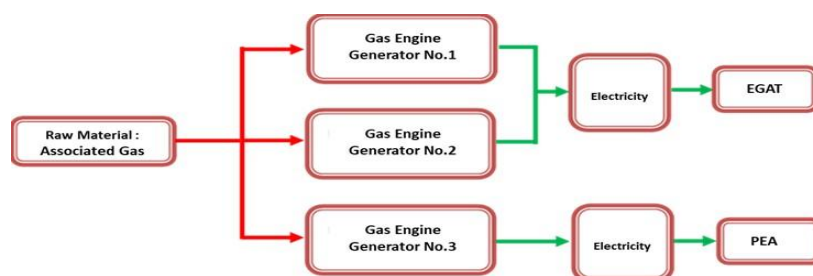 Gas Engine
Generator No.1
Electricity
EGAT
Raw Material :
Associated Gas
Gas Engine
Generator No.2
Gas Engine
Generator No.3
Electricity
PEA